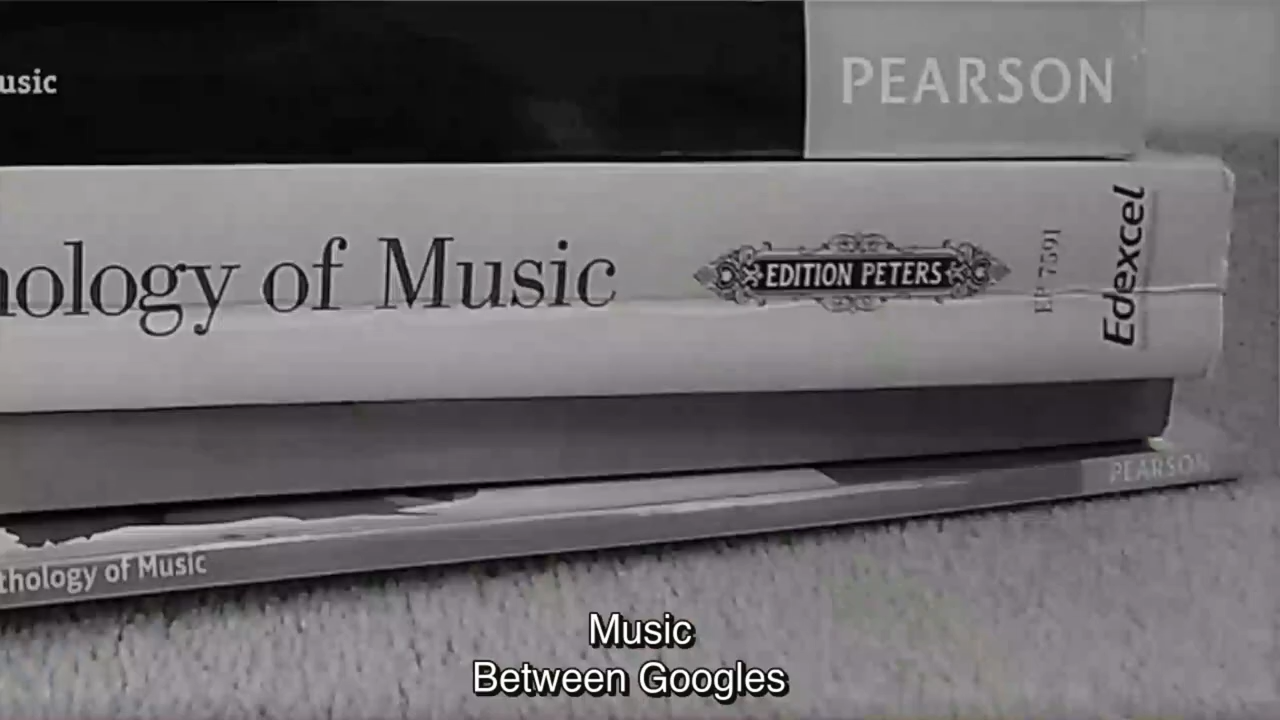 usic
PEARSON
hology of Music
EDITION PETERS
EP 7591
Edexcel
PEARSON
thology of Music
Music
Between Googles